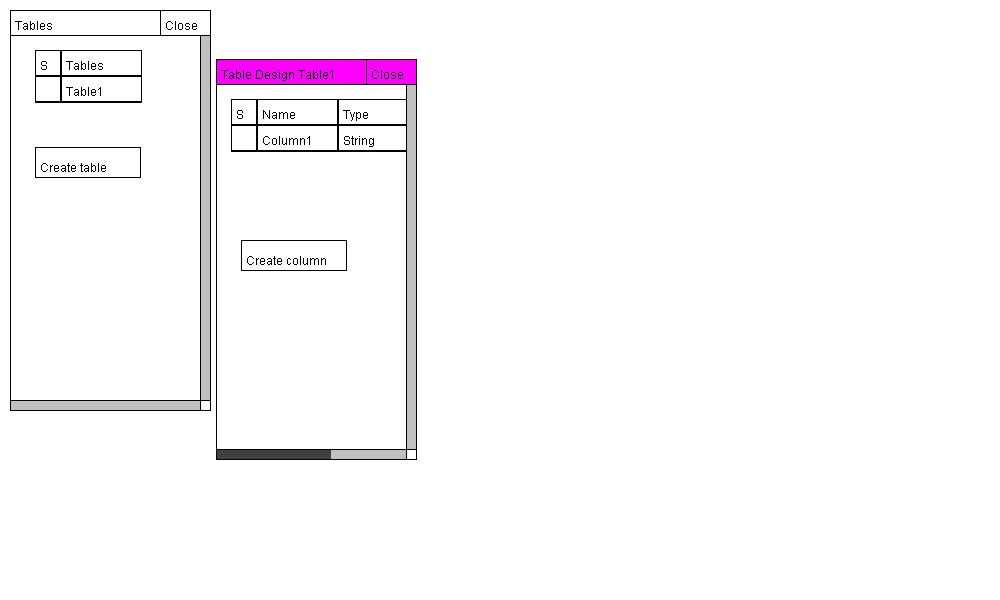 Tables Close
S Tables
Table1
Create table
Table Design Table1 Close
S Name Type
Column1 String
Create column